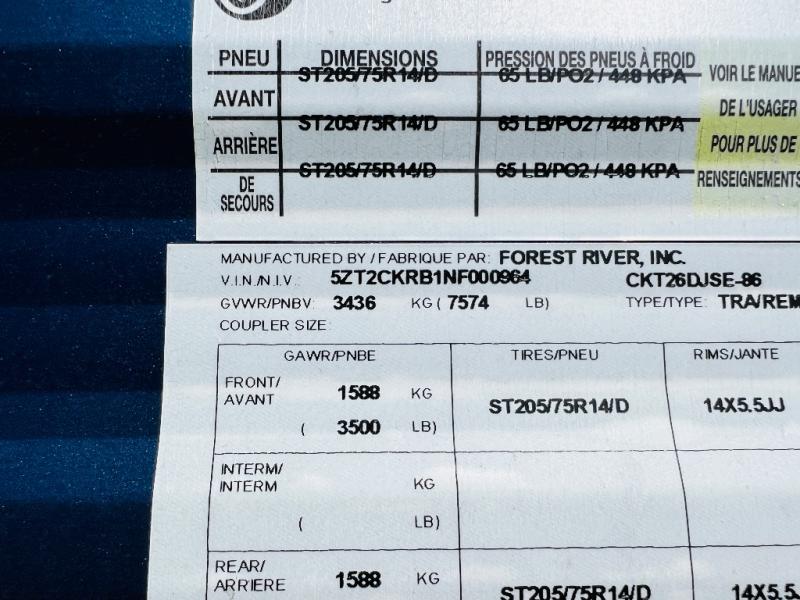 PNEU DIMENSIONS PRESSION DES PNEUS À FROID
ST205/75R14/D 65 LB/PO2 / 448 KPA VOIR LE MANUE
AVANT
DE L'USAGER
ST205/75R14/D 65 LB/PO2 / 448 KPA
ARRIÈRE POUR PLUS DE
ST205/75R14/D 65 LB/PO2 / 448 KPA RENSEIGNEMENTS
DE
SECOURS
MANUFACTURED BY / FABRIQUE PAR: FOREST RIVER, INC.
V.I.N./N.I.V.: 5ZT2CKRB1NF000964 CKT26DJSE-86
GVWR/PNBV: 3436 KG ( 7574 LB) TYPE/TYPE: TRA/REM
COUPLER SIZE:
GAWR/PNBE TIRES/PNEU RIMS/JANTE
FRONT/
AVANT 1588 KG ST205/75R14/D 14X5.5JJ
( 3500 LB)
INTERM/
INTERM KG
( LB)
REAR/
ARRIERE 1588 KG ST205/75R14/D 14X5.5J